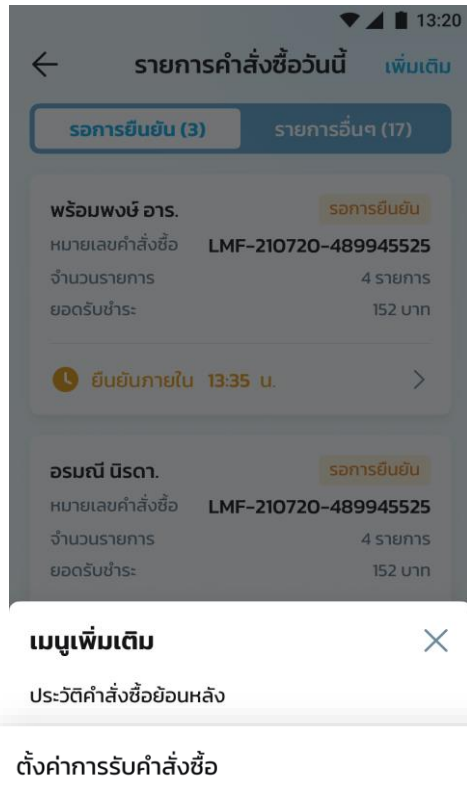 13:20
รายการคำสั่งซื้อวันนี้ เพิ่มเติม
รอการยืนยัน (3) รายการอื่นๆ (17)
พร้อมพงษ์ อาร. รอการยืนยัน
หมายเลขคำสั่งซื้อ LMF-210720-489945525
จำนวนรายการ 4 รายการ
ยอดรับชำระ 152 บาท
ยืนยันภายใน 13:35 น.
อรมณี นิรดา. รอการยืนยัน
หมายเลขคำสั่งซื้อ LMF-210720-489945525
จำนวนรายการ 4 รายการ
ยอดรับชำระ 152 บาท
เมนูเพิ่มเติม
ประวัติคำสั่งซื้อย้อนหลัง
ตั้งค่าการรับคำสั่งซื้อ